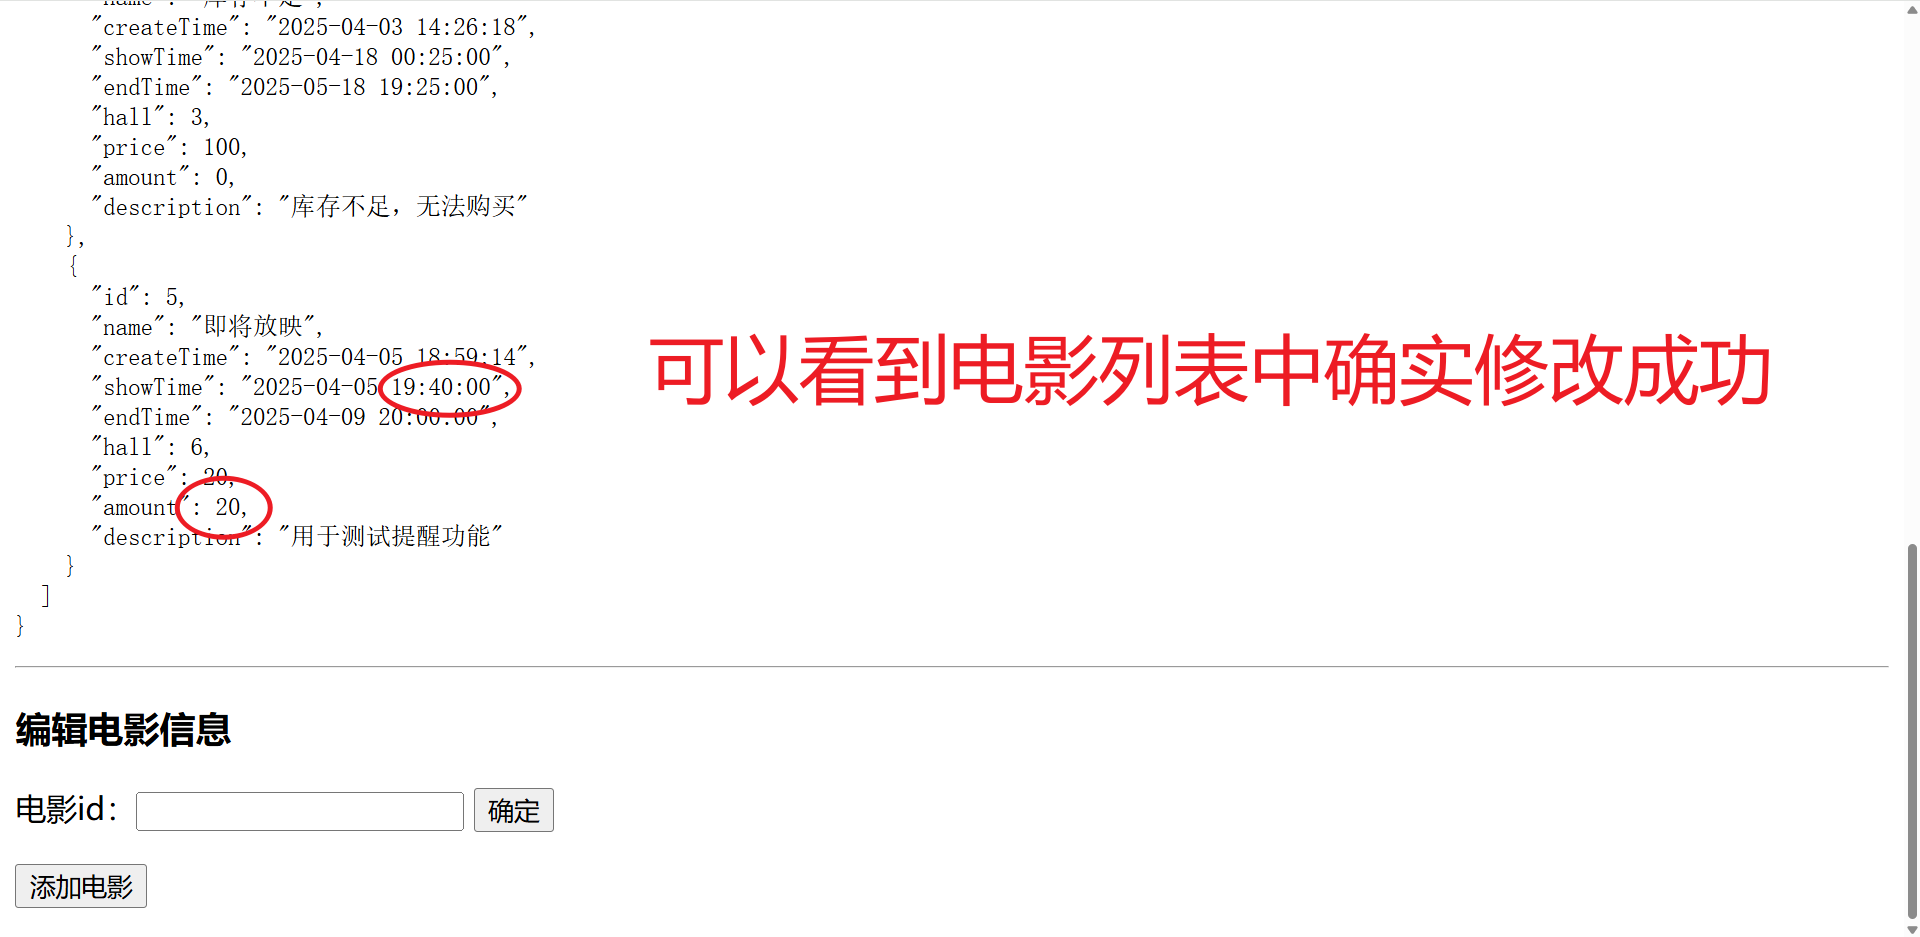 "name": "库存不足",
"createTime": "2025-04-03 14:26:18",
"showTime": "2025-04-18 00:25:00",
"endTime": "2025-05-18 19:25:00",
"hall": 3,
"price": 100,
"amount": 0,
"description": "库存不足，无法购买"
},
{
"id": 5,
"name": "即将放映",
"createTime": "2025-04-05 18:59:14",
"showTime": "2025-04-05 19:40:00",
"endTime": "2025-04-09 20:00:00",
"hall": 6,
"price": 20,
"amount": 20,
"description": "用于测试提醒功能"
}
]
}
可以看到电影列表中确实修改成功
编辑电影信息
电影id： 确定
添加电影